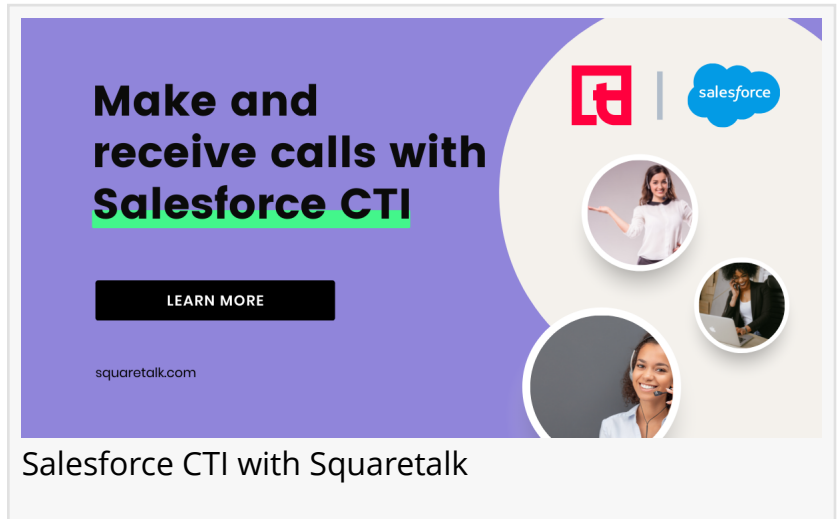 Make and
receive calls with
Salesforce CTI
LEARN MORE
squaretalk.com
salesforce
Salesforce CTI with Squaretalk